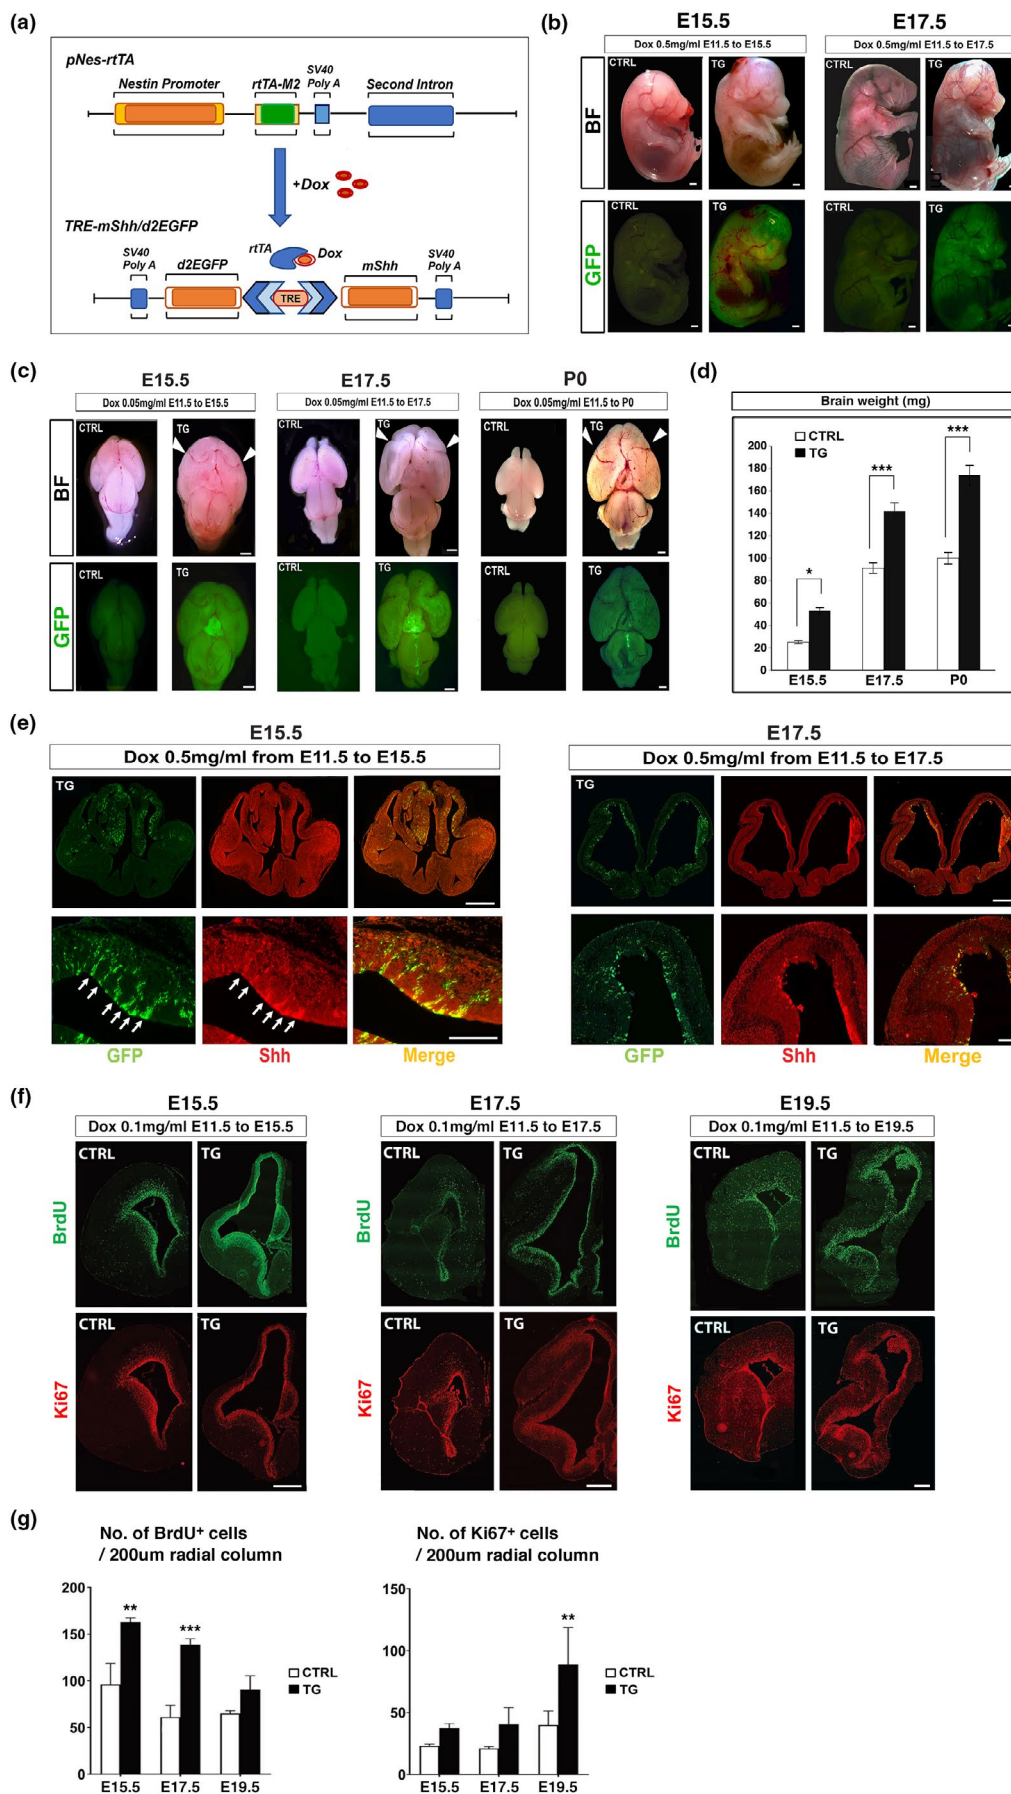 (a)
pNes-rtTA
Nestin Promoter
rtTA-M2
SV40
Poly A
Second Intron
+Dox
TRE-mShh/d2EGFP
SV40
Poly A
d2EGFP
rtTA
Dox
TRE
mShh
SV40
Poly A
(b)
E15.5
E17.5
Dox 0.5mg/ml E11.5 to E15.5
Dox 0.5mg/ml E11.5 to E17.5
BF
CTRL
TG
CTRL
TG
GFP
CTRL
TG
CTRL
TG
(c)
E15.5
E17.5
P0
Dox 0.05mg/ml E11.5 to E15.5
Dox 0.05mg/ml E11.5 to E17.5
Dox 0.05mg/ml E11.5 to P0
BF
CTRL
TG
CTRL
TG
CTRL
TG
GFP
CTRL
TG
CTRL
TG
CTRL
TG
(d)
Brain weight (mg)
CTRL
TG
200
180
160
140
120
100
80
60
40
20
0
*
***
***
E15.5
E17.5
P0
(e)
E15.5
E17.5
Dox 0.5mg/ml from E11.5 to E15.5
Dox 0.5mg/ml from E11.5 to E17.5
TG
TG
GFP
Shh
Merge
GFP
Shh
Merge
(f)
E15.5
E17.5
E19.5
Dox 0.1mg/ml E11.5 to E15.5
Dox 0.1mg/ml E11.5 to E17.5
Dox 0.1mg/ml E11.5 to E19.5
BrdU
CTRL
TG
BrdU
CTRL
TG
BrdU
CTRL
TG
Ki67
CTRL
TG
Ki67
CTRL
TG
Ki67
CTRL
TG
(g)
No. of BrdU⁺ cells
/ 200um radial column
200
150
100
50
0
**
***
E15.5
E17.5
E19.5
CTRL
TG
No. of Ki67⁺ cells
/ 200um radial column
150
100
50
0
**
E15.5
E17.5
E19.5
CTRL
TG